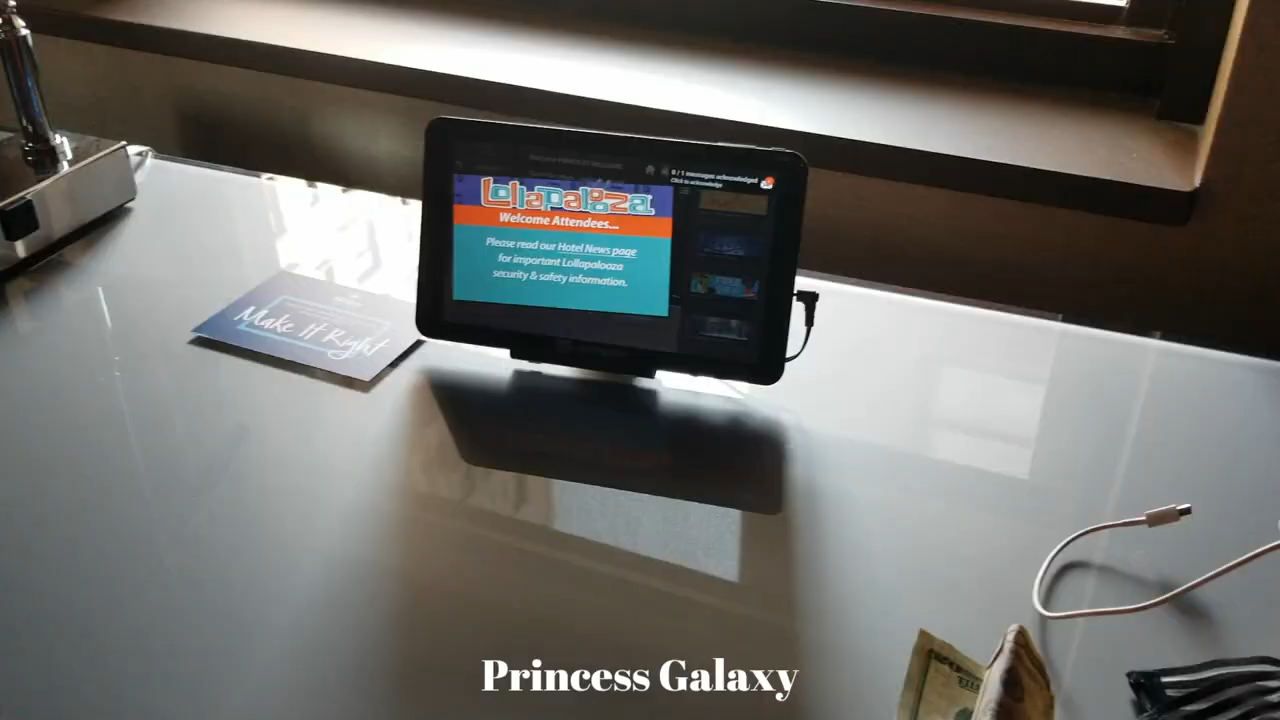 0 / 1 messages acknowledged
Click to acknowledge
Lollapalooza
Welcome Attendees...
Please read our Hotel News page
for important Lollapalooza
security & safety information.
Make It Right
Princess Galaxy